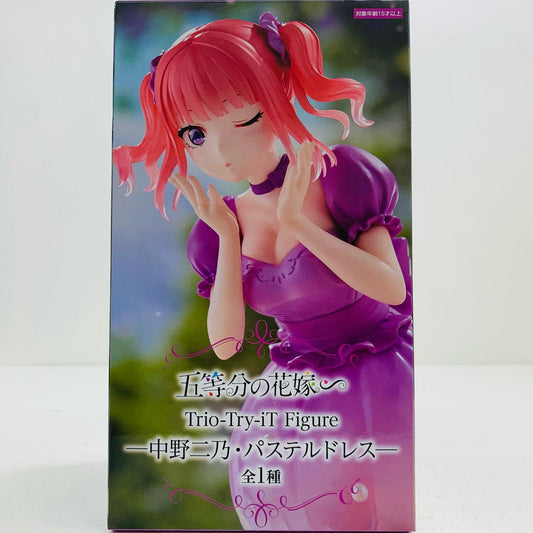 対象年齢15才以上
五等分の花嫁～
Trio-Try-iT Figure
―中野二乃・パステルドレス―
全1種